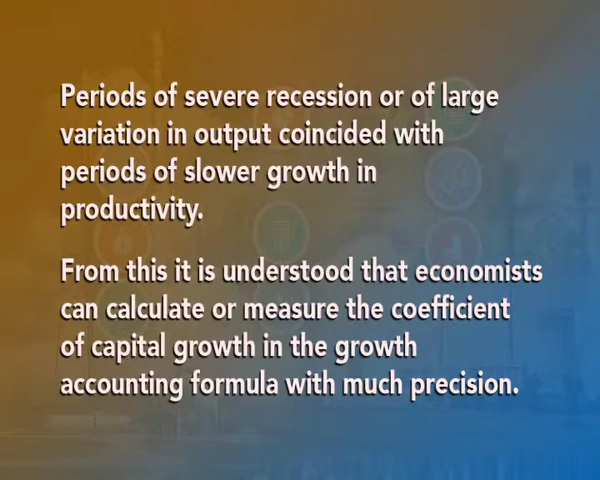 Periods of severe recession or of large
variation in output coincided with
periods of slower growth in
productivity.
From this it is understood that economists
can calculate or measure the coefficient
of capital growth in the growth
accounting formula with much precision.